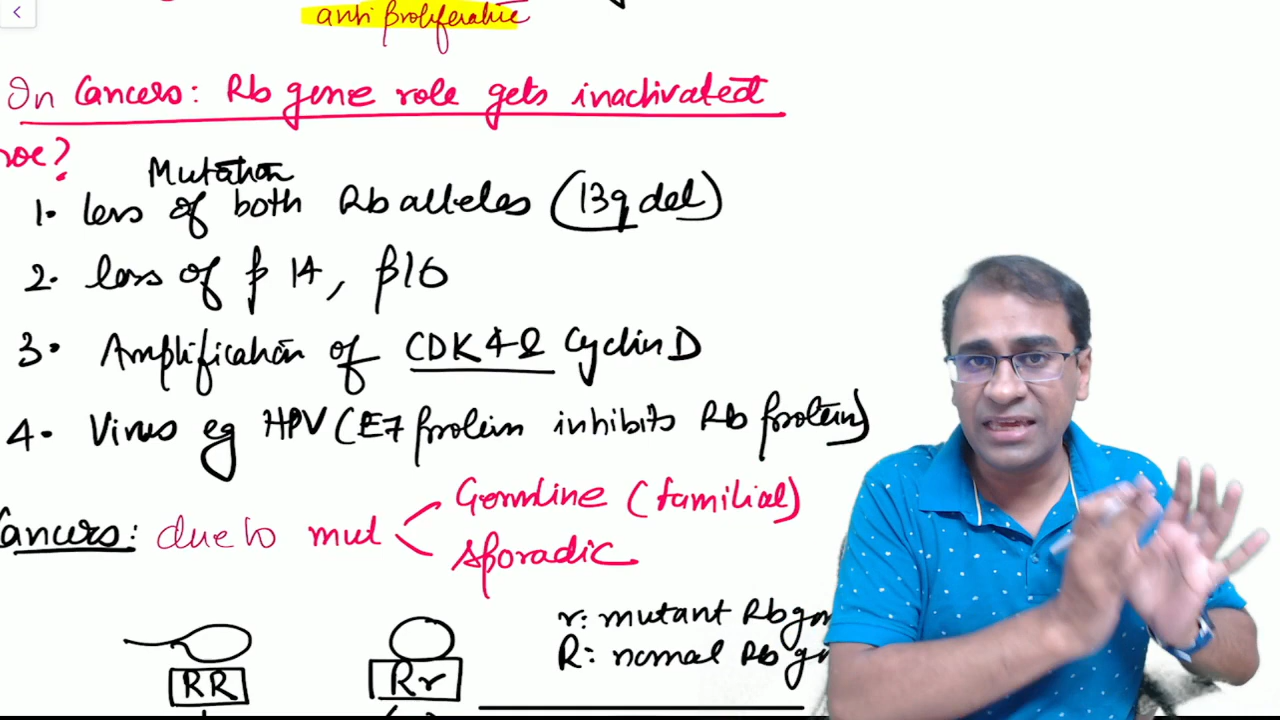 anti proliferative
In Cancers: Rb gene role gets inactivated
Mutation
1. loss of both Rb alleles (13q del)
2. loss of p 14, p16
3. Amplification of CDK4 & Cyclin D
4. Virus eg HPV (E7 protein inhibits Rb protein)
Cancers: due to mut
Germline (familial)
Sporadic
r: mutant Rb
R: normal Rb
RR
Rr